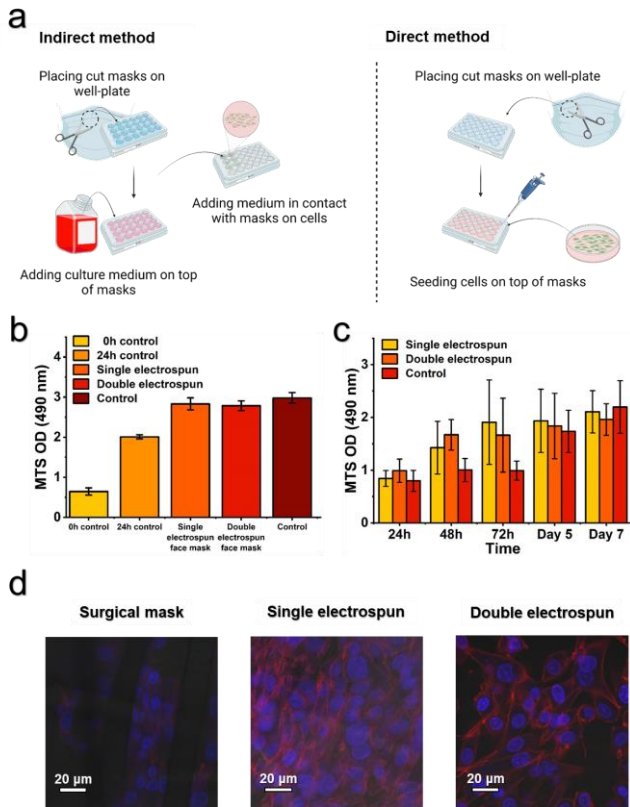 a
Indirect method
Direct method
Placing cut masks on
well-plate
Placing cut masks on well-plate
Adding medium in contact
with masks on cells
Adding culture medium on top
of masks
Seeding cells on top of masks
b
MTS OD (490 nm)
0
1
2
3
4
0h control
24h control
Single electrospun
Double electrospun
Control
0h control
24h control
Single
electrospun
face mask
Double
electrospun
face mask
Control
c
MTS OD (490 nm)
0
1
2
3
Single electrospun
Double electrospun
Control
24h
48h
72h
Day 5
Day 7
Time
d
Surgical mask
Single electrospun
Double electrospun
20 µm
20 µm
20 µm